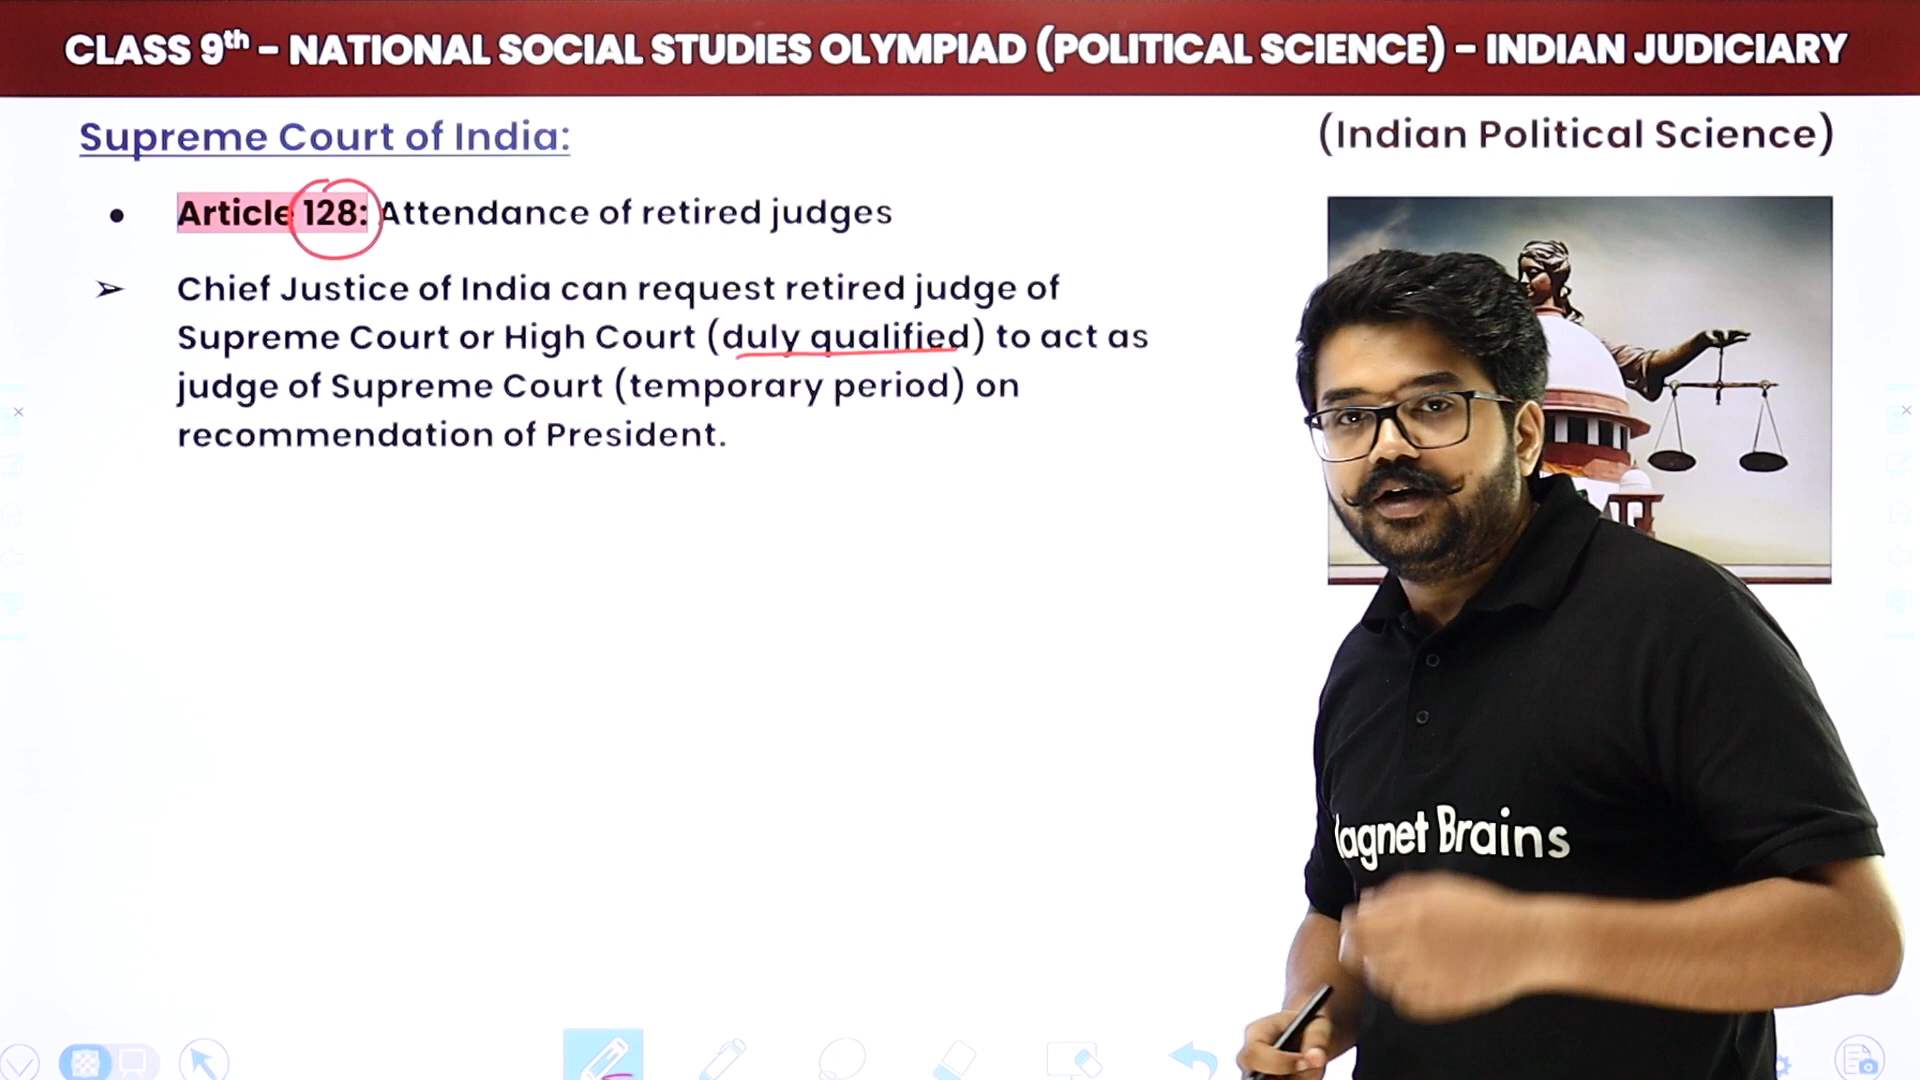 CLASS 9th – NATIONAL SOCIAL STUDIES OLYMPIAD (POLITICAL SCIENCE) – INDIAN JUDICIARY
Supreme Court of India:
(Indian Political Science)
• Article 128: Attendance of retired judges
➢ Chief Justice of India can request retired judge of
Supreme Court or High Court (duly qualified) to act as
judge of Supreme Court (temporary period) on
recommendation of President.
agnet Brains